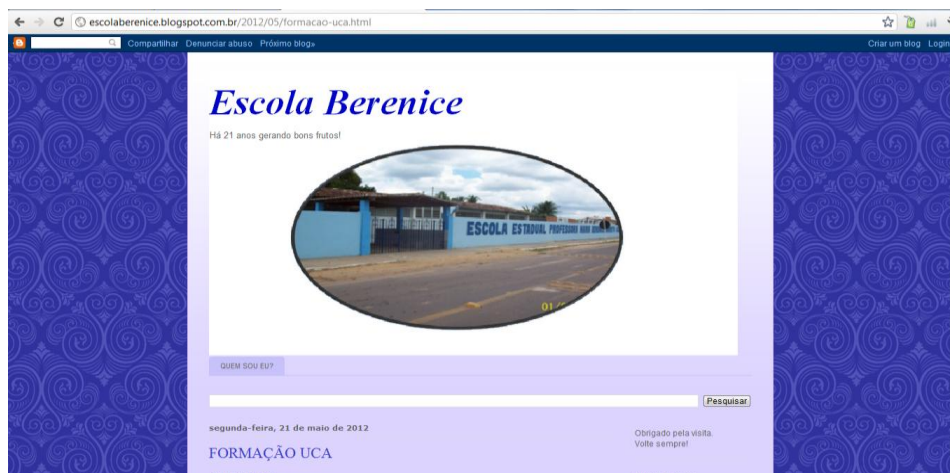 escolaberenice.blogspot.com.br/2012/05/formacao-uca.html
Compartilhar Denunciar abuso Próximo blog» Criar um blog Login
Escola Berenice
Há 21 anos gerando bons frutos!
ESCOLA ESTADUAL PROFESSORA
01/
QUEM SOU EU?
Pesquisar
segunda-feira, 21 de maio de 2012
FORMAÇÃO UCA
Obrigado pela visita.
Volte sempre!